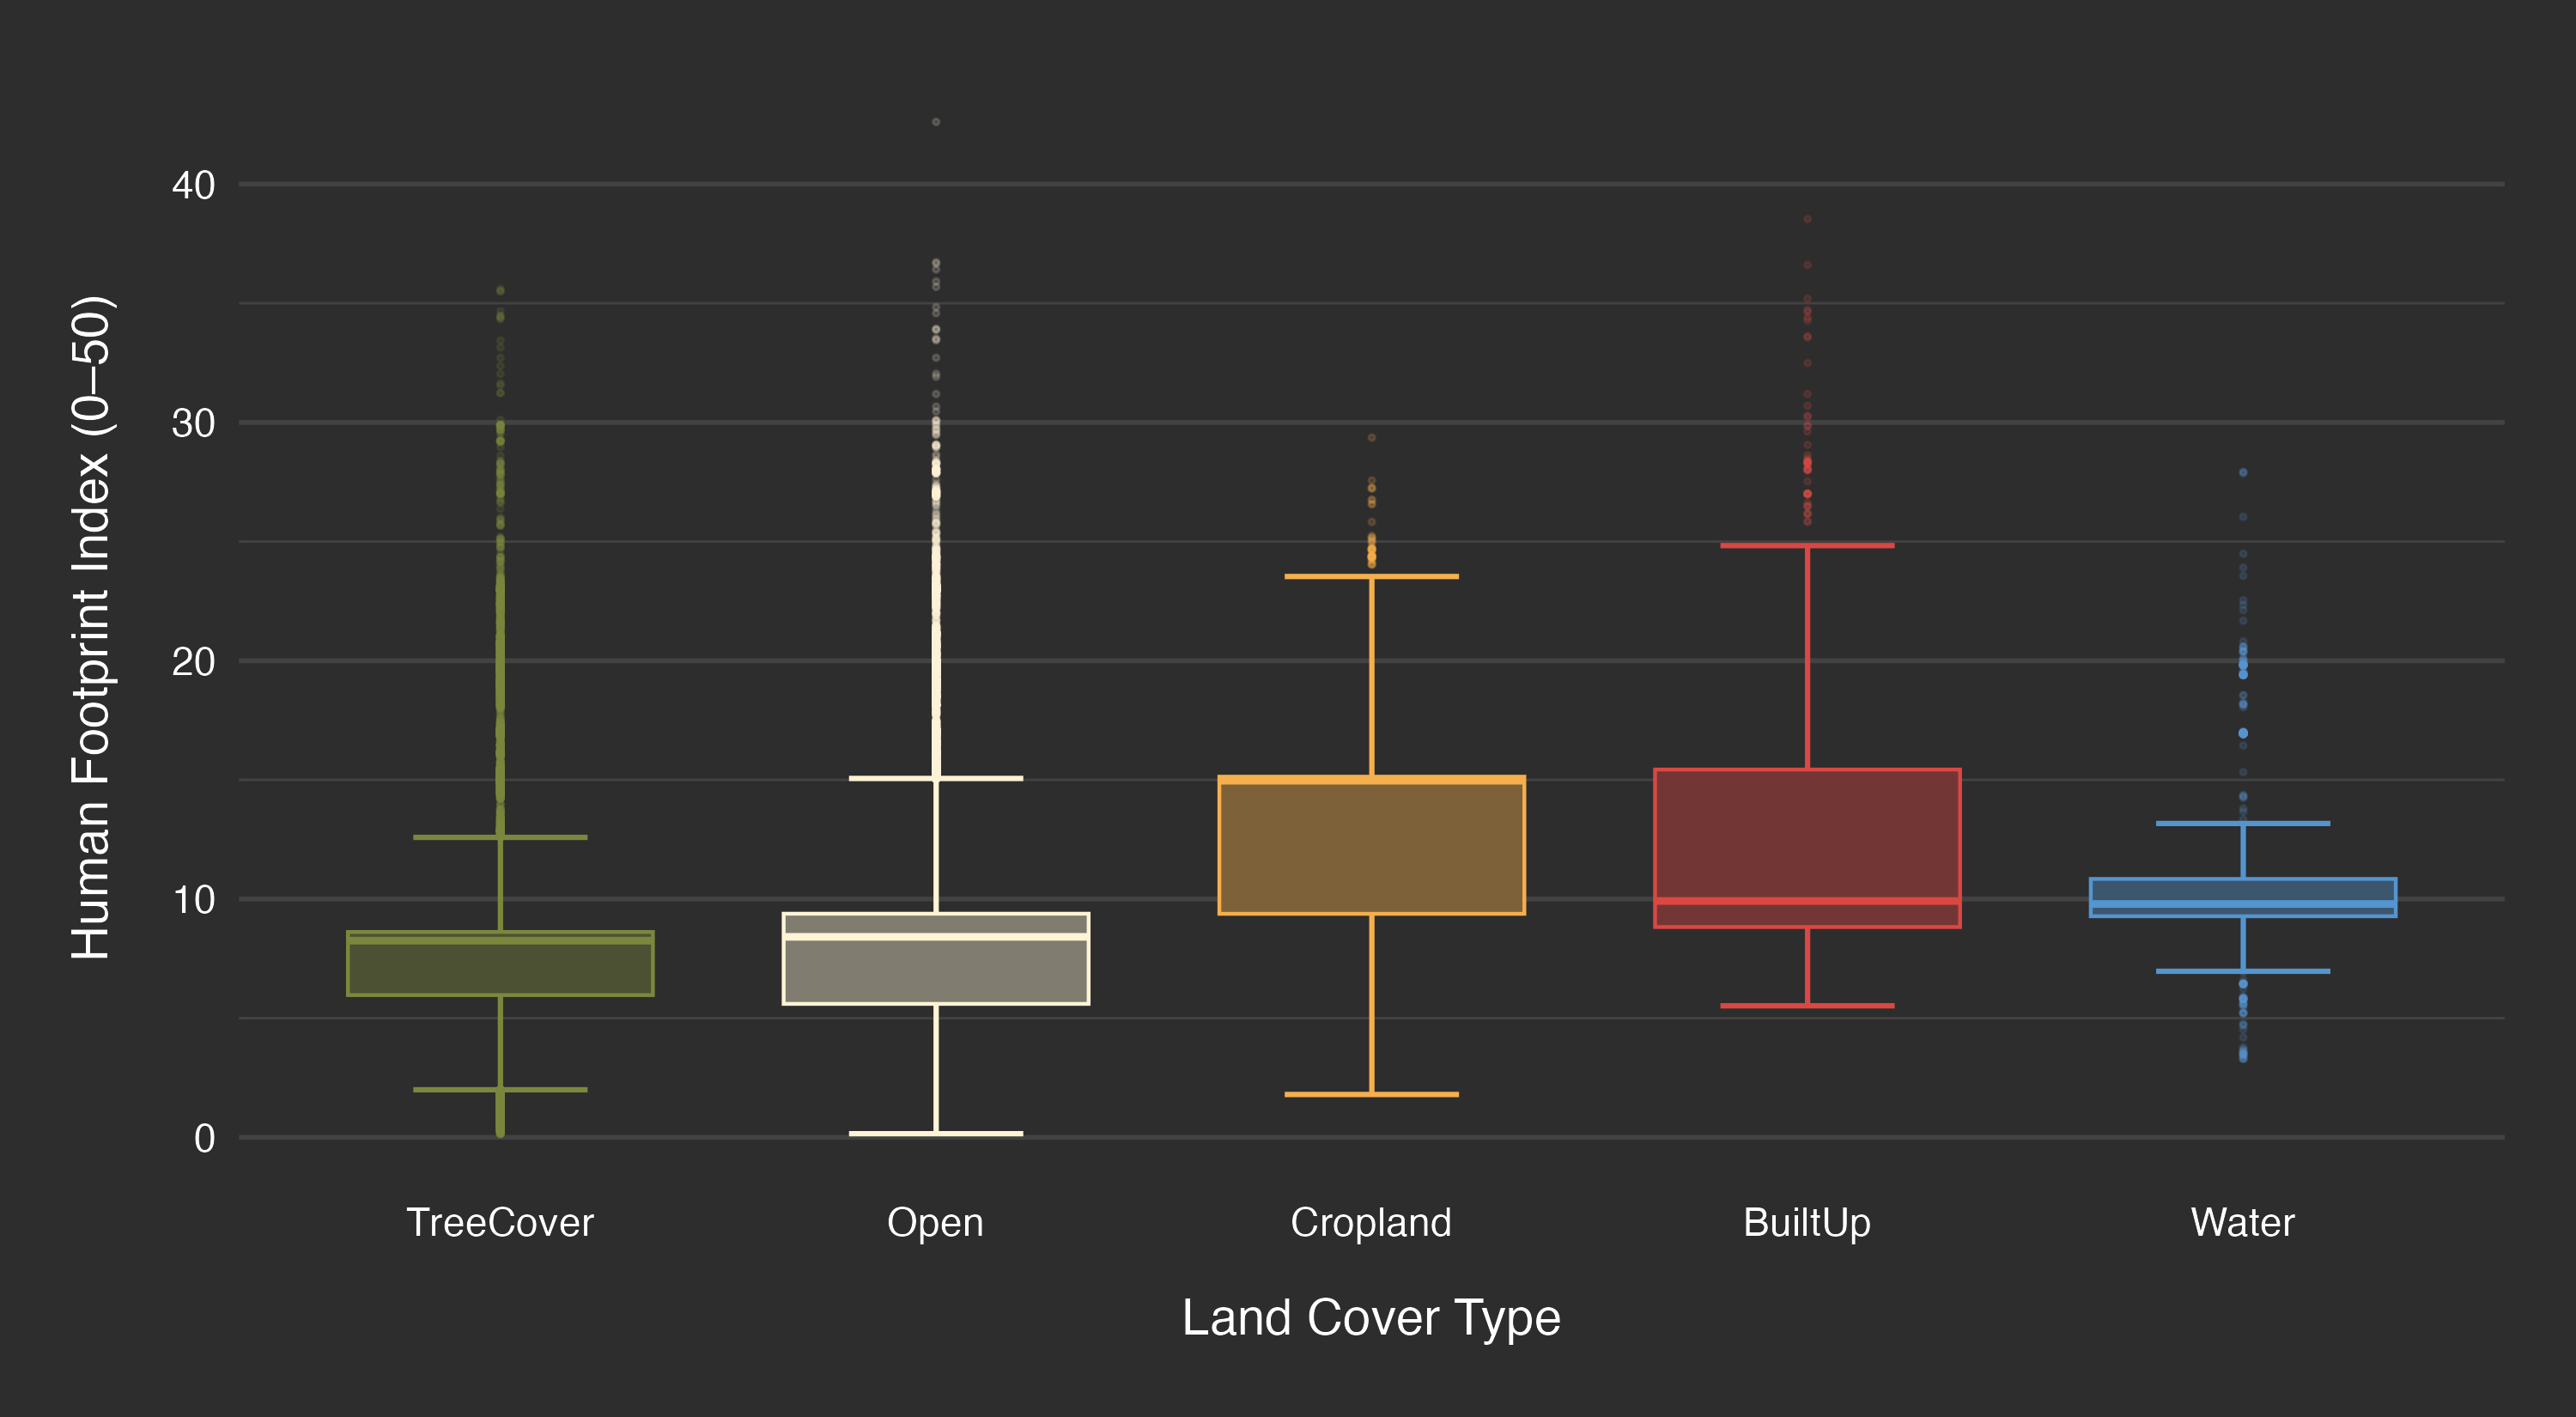 Human Footprint Index (0–50)
40
30
20
10
0
TreeCover
Open
Cropland
BuiltUp
Water
Land Cover Type